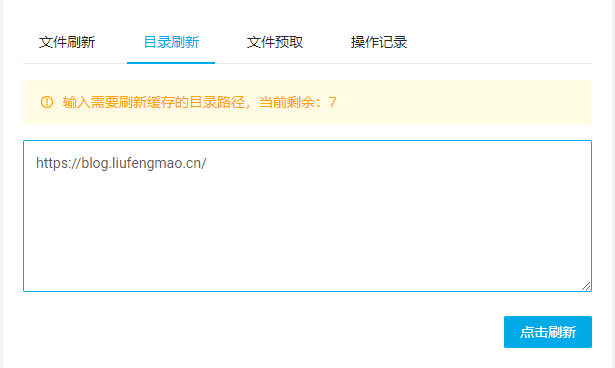 文件刷新 目录刷新 文件预取 操作记录
输入需要刷新缓存的目录路径，当前剩余：7
https://blog.liufengmao.cn/
点击刷新